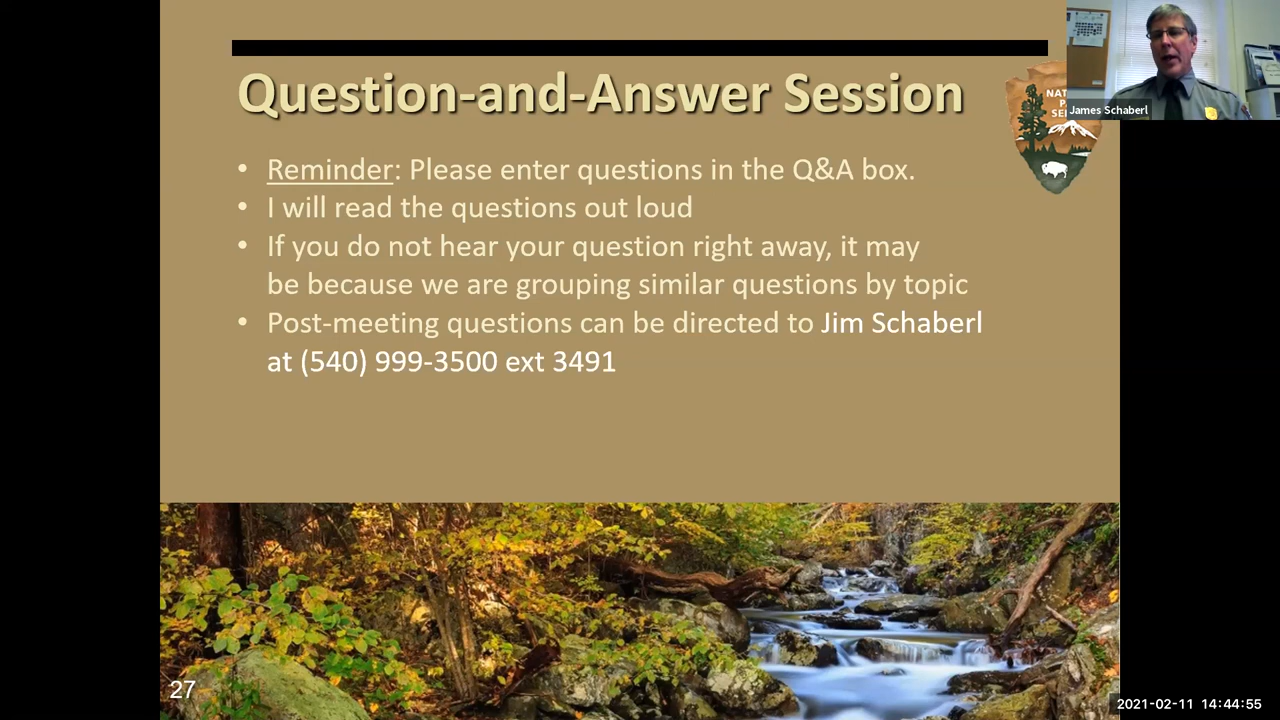 Question-and-Answer Session
• Reminder: Please enter questions in the Q&A box.
• I will read the questions out loud
• If you do not hear your question right away, it may
be because we are grouping similar questions by topic
• Post-meeting questions can be directed to Jim Schaberl
at (540) 999-3500 ext 3491
James Schaberl
27
2021-02-11 14:44:55